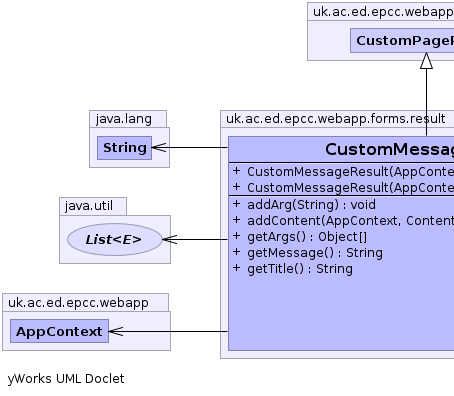 uk.ac.ed.epcc.webapp
CustomPage
java.lang
String
uk.ac.ed.epcc.webapp.forms.result
CustomMessa
+ CustomMessageResult(AppConte
+ CustomMessageResult(AppConte
+ addArg(String) : void
+ addContent(AppContext, Content
+ getArgs() : Object[]
+ getMessage() : String
+ getTitle() : String
java.util
List<E>
uk.ac.ed.epcc.webapp
AppContext
yWorks UML Doclet